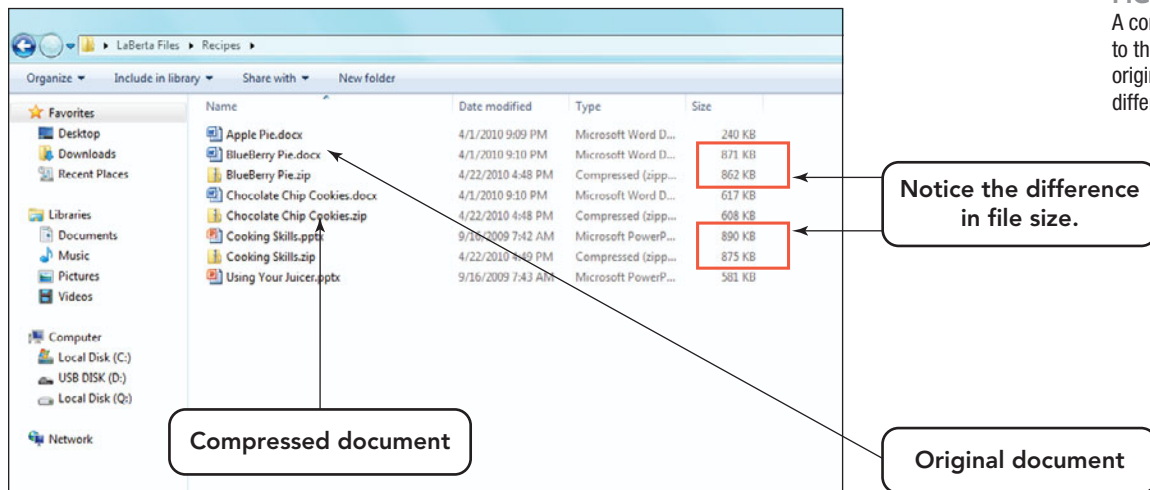 A co
to th
origi
diffe
LaBerta Files ▸ Recipes ▸
Organize Include in library Share with New folder
Name Date modified Type Size
Favorites
Desktop
Downloads
Recent Places
Libraries
Documents
Music
Pictures
Videos
Computer
Local Disk (C:)
USB DISK (D:)
Local Disk (Q:)
Network
Apple Pie.docx 4/1/2010 9:09 PM Microsoft Word D... 240 KB
BlueBerry Pie.docx 4/1/2010 9:10 PM Microsoft Word D... 871 KB
BlueBerry Pie.zip 4/22/2010 4:48 PM Compressed (zipp... 862 KB
Chocolate Chip Cookies.docx 4/1/2010 9:10 PM Microsoft Word D... 617 KB
Chocolate Chip Cookies.zip 4/22/2010 4:48 PM Compressed (zipp... 608 KB
Cooking Skills.pptx 9/16/2009 7:42 AM Microsoft PowerP... 890 KB
Cooking Skills.zip 4/22/2010 4:49 PM Compressed (zipp... 875 KB
Using Your Juicer.pptx 9/16/2009 7:43 AM Microsoft PowerP... 581 KB
Notice the difference
in file size.
Compressed document
Original document